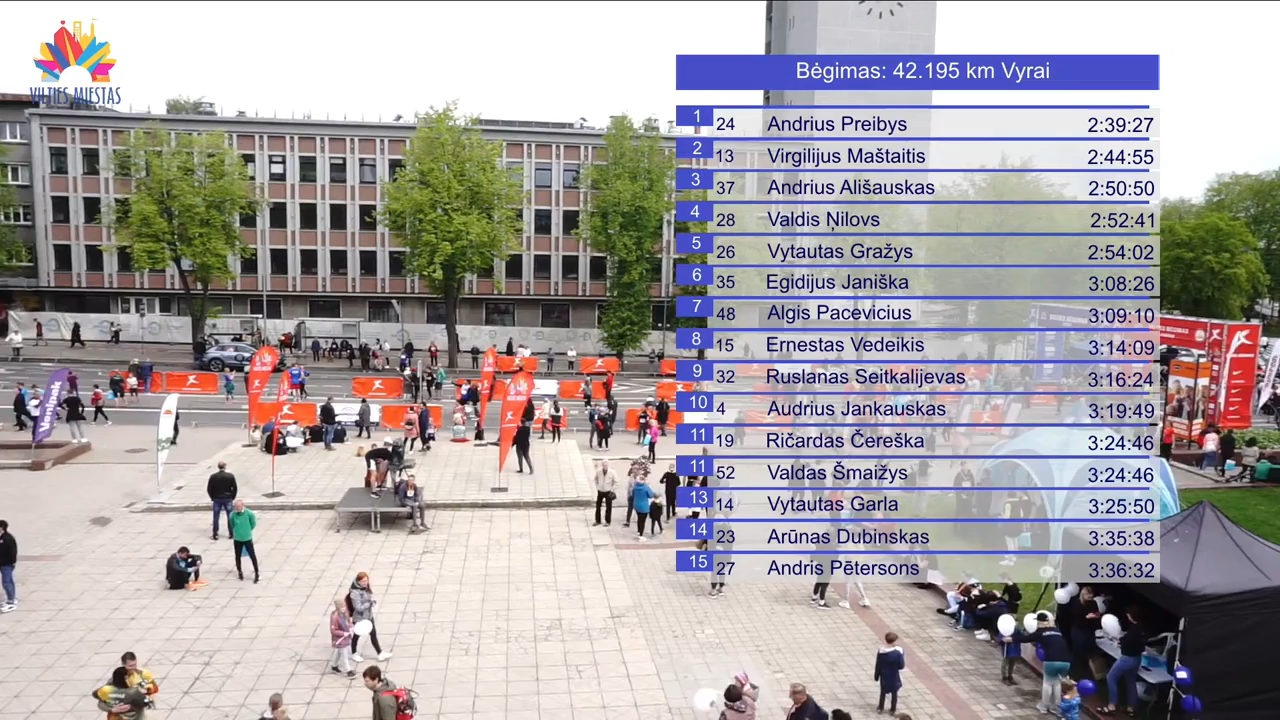 VILTIES MIESTAS
Bėgimas: 42.195 km Vyrai
1 24 Andrius Preibys 2:39:27
2 13 Virgilijus Maštaitis 2:44:55
3 37 Andrius Ališauskas 2:50:50
4 28 Valdis Ņilovs 2:52:41
5 26 Vytautas Gražys 2:54:02
6 35 Egidijus Janiška 3:08:26
7 48 Algis Pacevicius 3:09:10
8 15 Ernestas Vedeikis 3:14:09
9 32 Ruslanas Seitkalijevas 3:16:24
10 4 Audrius Jankauskas 3:19:49
11 19 Ričardas Čereška 3:24:46
11 52 Valdas Šmaižys 3:24:46
13 14 Vytautas Garla 3:25:50
14 23 Arūnas Dubinskas 3:35:38
15 27 Andris Pētersons 3:36:32
Venipak